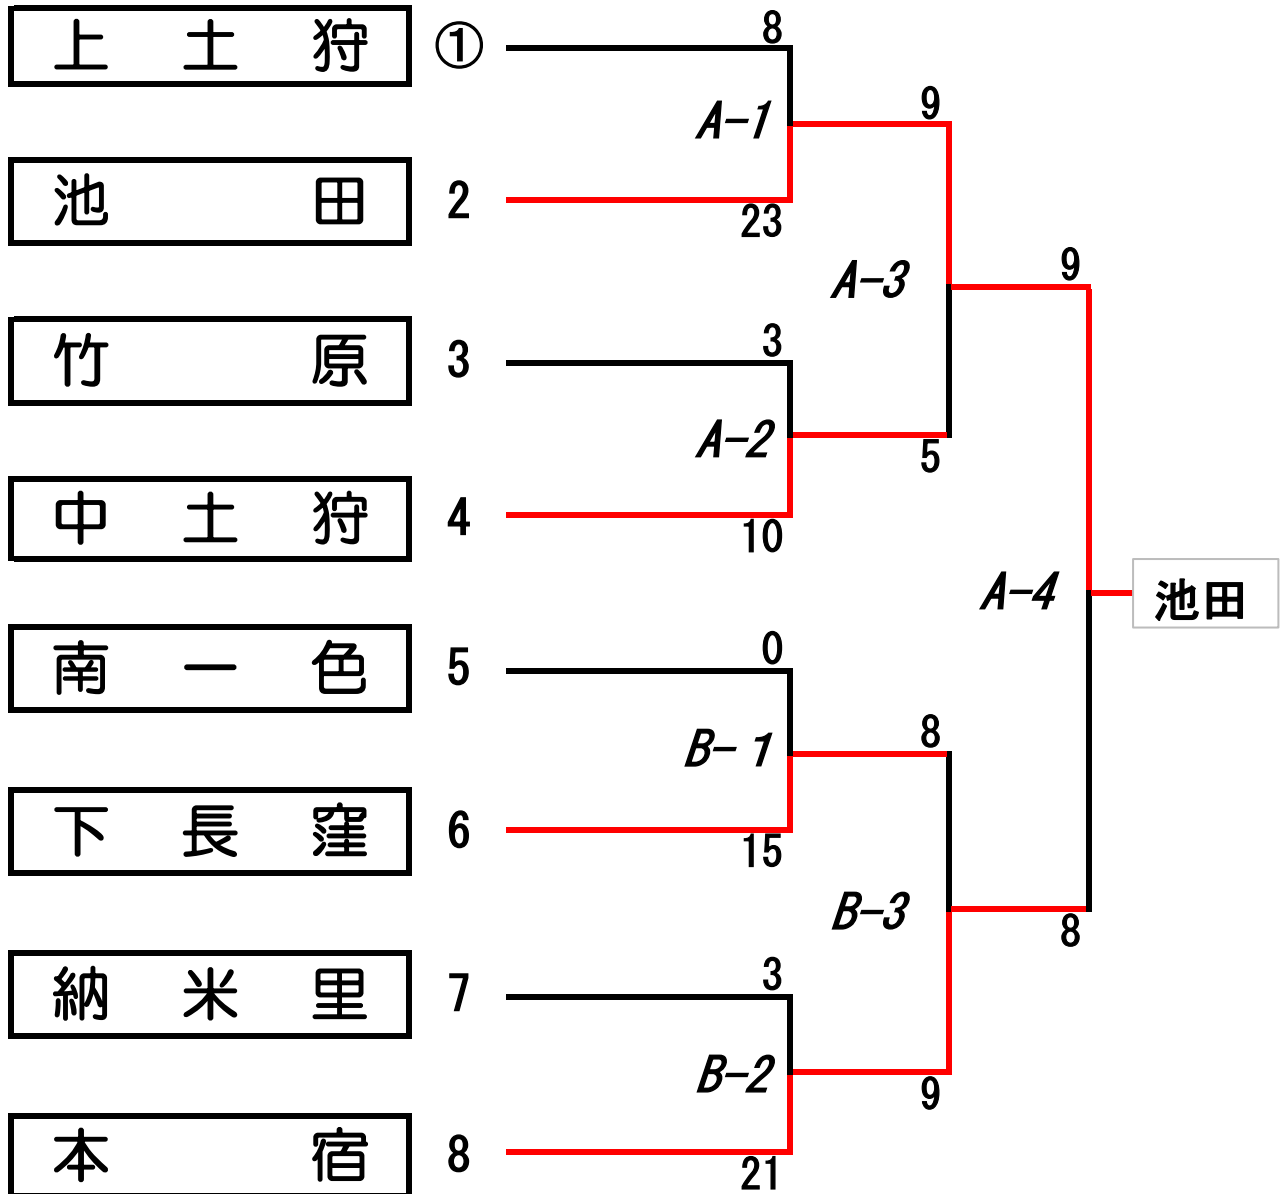 上土狩 ① 8
A-1 9
池田 2 23
A-3 9
竹原 3 3
A-2 5
中土狩 4 10
A-4 池田
南一色 5 0
B-1 8
下長窪 6 15
B-3 8
納米里 7 3
B-2 9
本宿 8 21